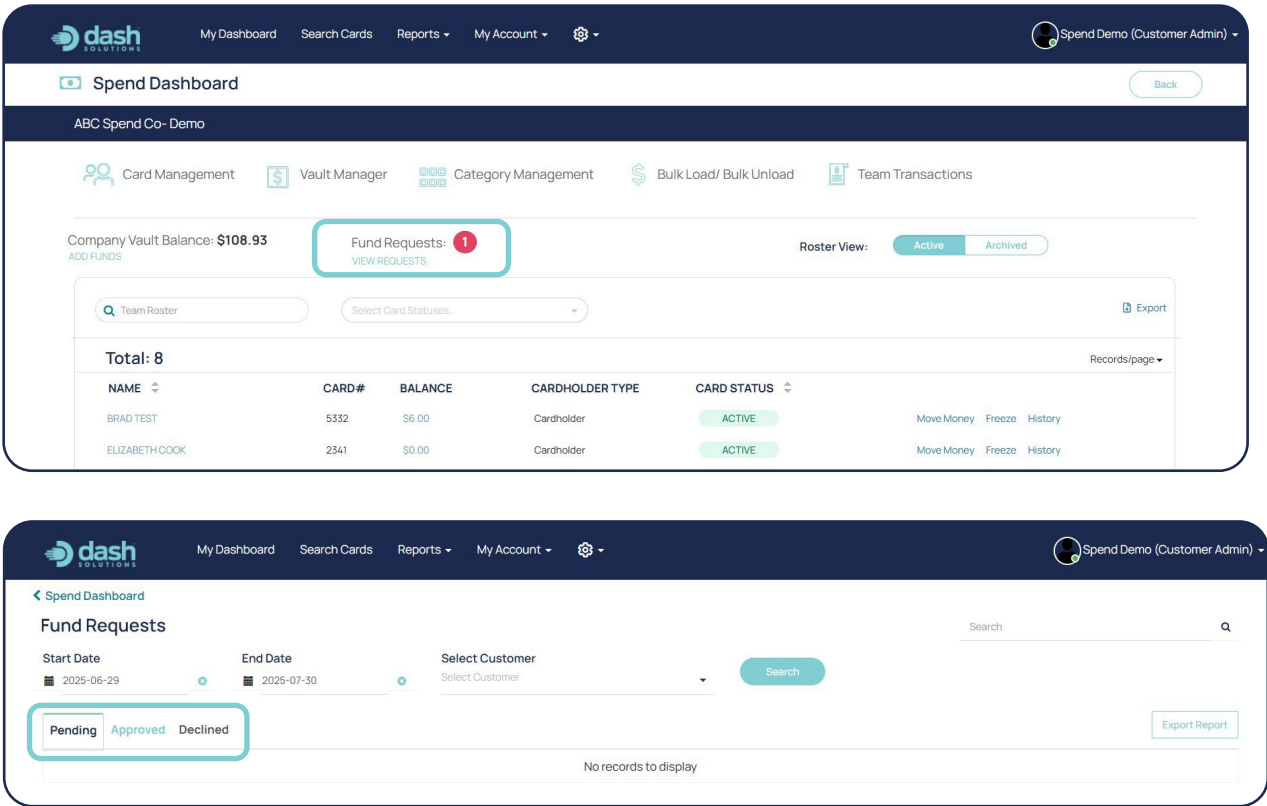 dash SOLUTIONS My Dashboard Search Cards Reports My Account Spend Demo (Customer Admin)
Spend Dashboard Back
ABC Spend Co- Demo
Card Management Vault Manager Category Management Bulk Load/ Bulk Unload Team Transactions
Company Vault Balance: $108.93 Fund Requests: 1 Roster View: Active Archived
ADD FUNDS VIEW REQUESTS
Team Roster Select Card Statuses.. Export
Total: 8 Records/page
NAME CARD# BALANCE CARDHOLDER TYPE CARD STATUS
BRAD TEST 5332 $6.00 Cardholder ACTIVE Move Money Freeze History
ELIZABETH COOK 2341 $0.00 Cardholder ACTIVE Move Money Freeze History
dash SOLUTIONS My Dashboard Search Cards Reports My Account Spend Demo (Customer Admin)
Spend Dashboard
Fund Requests Search
Start Date End Date Select Customer
2025-06-29 2025-07-30 Select Customer Search
Pending Approved Declined Export Report
No records to display